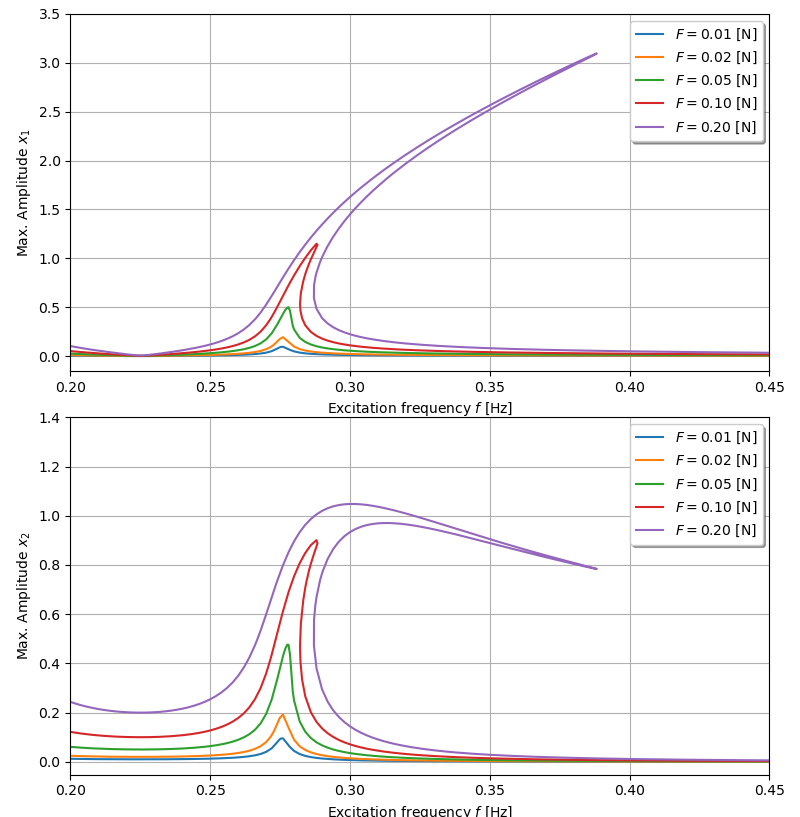 Max. Amplitude x₁
3.5
3.0
2.5
2.0
1.5
1.0
0.5
0.0
F = 0.01 [N]
F = 0.02 [N]
F = 0.05 [N]
F = 0.10 [N]
F = 0.20 [N]
0.20 0.25 0.30 0.35 0.40 0.45
Excitation frequency f [Hz]
Max. Amplitude x₂
1.4
1.2
1.0
0.8
0.6
0.4
0.2
0.0
F = 0.01 [N]
F = 0.02 [N]
F = 0.05 [N]
F = 0.10 [N]
F = 0.20 [N]
0.20 0.25 0.30 0.35 0.40 0.45
Excitation frequency f [Hz]